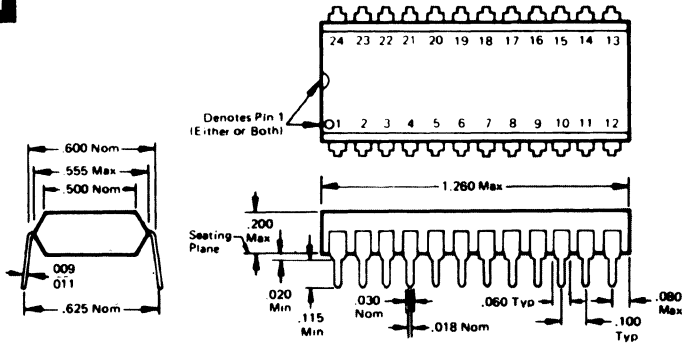 24 23 22 21 20 19 18 17 16 15 14 13
Denotes Pin 1
(Either or Both)
1 2 3 4 5 6 7 8 9 10 11 12
.600 Nom
.555 Max
.500 Nom
009
011
.625 Nom
1.260 Max
.200
Max
Seating
Plane
.020
Min
.115
Min
.030
Nom
.018 Nom
.060 Typ
.080
Max
.100
Typ